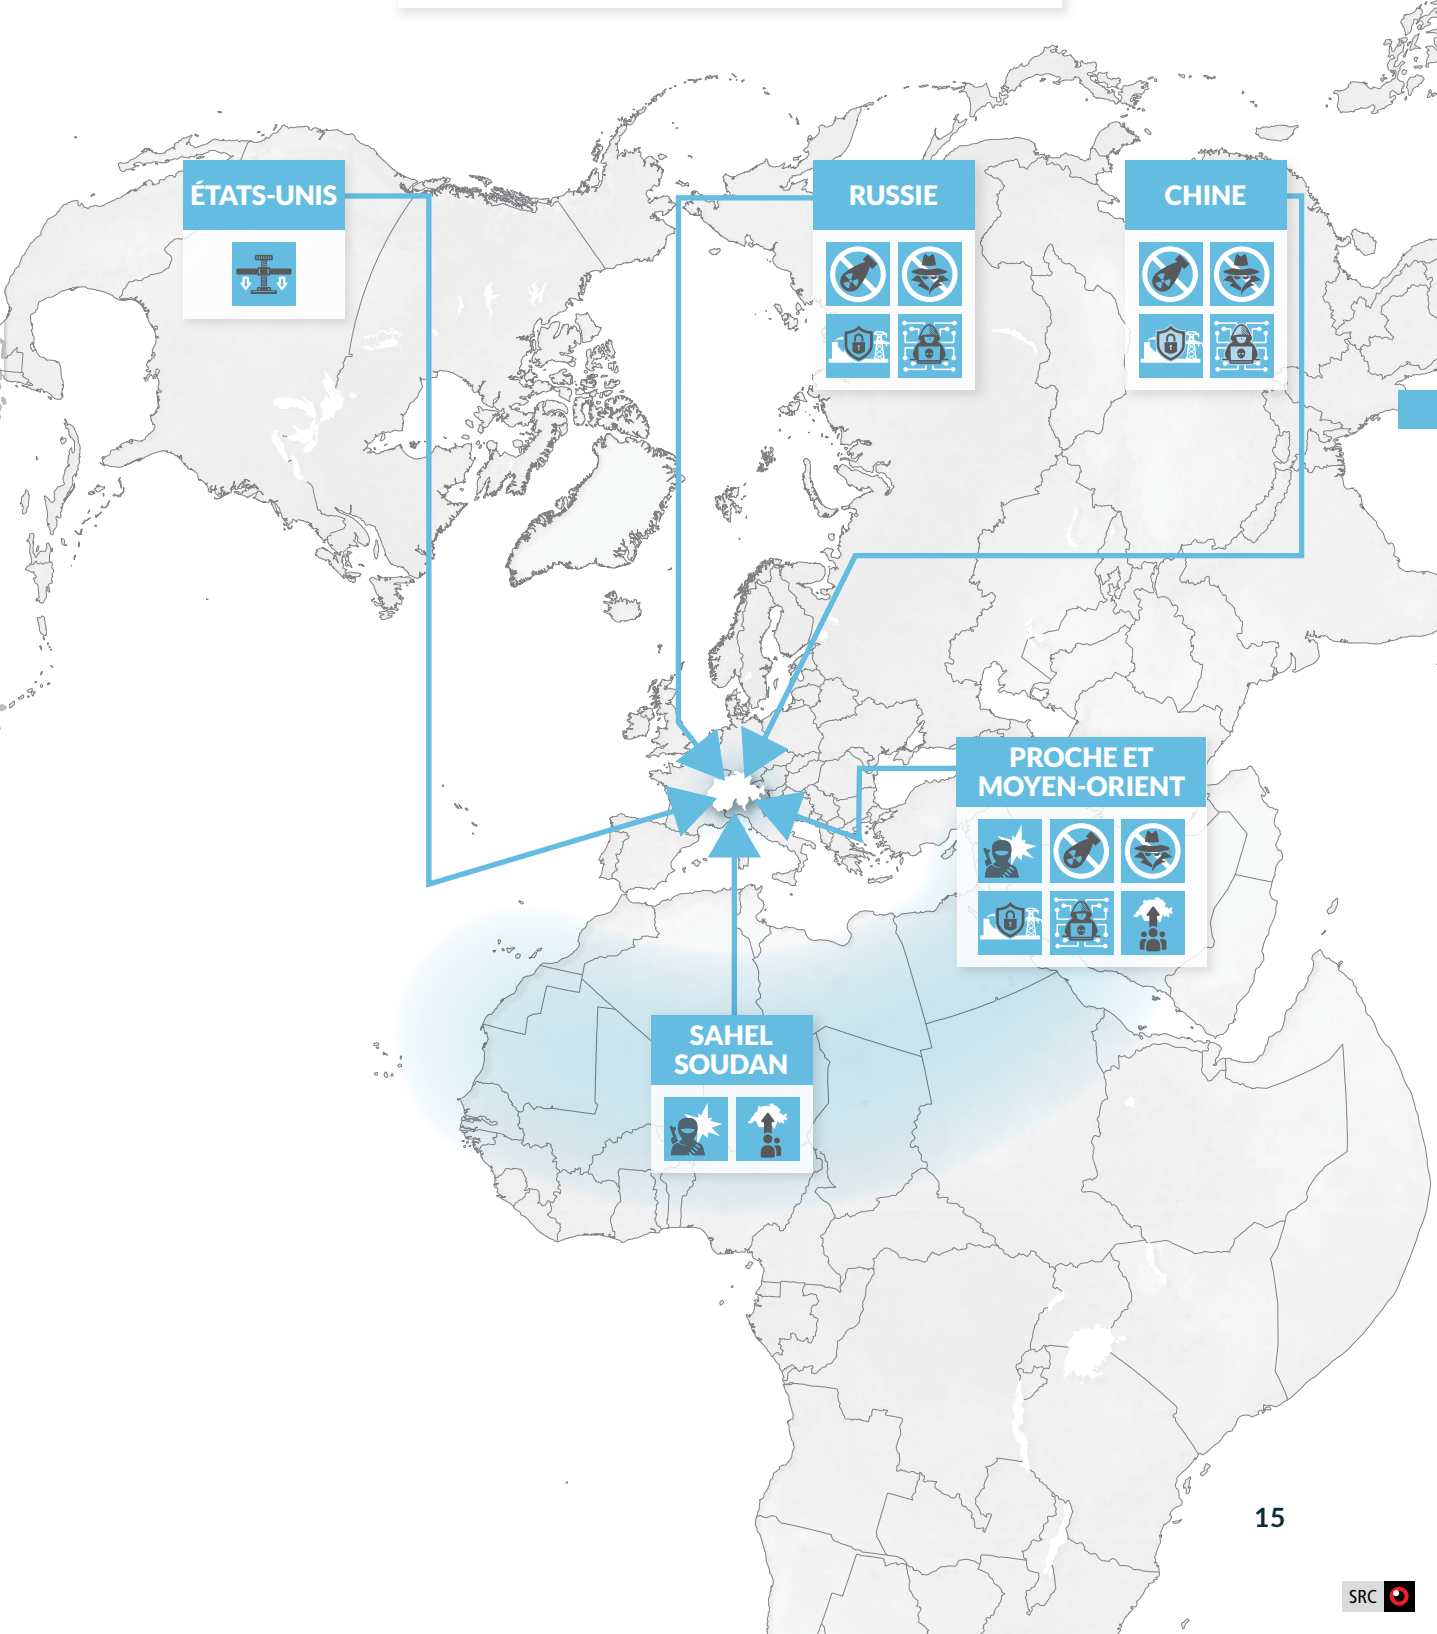 ÉTATS-UNIS
RUSSIE
CHINE
PROCHE ET
MOYEN-ORIENT
SAHEL
SOUDAN
15
SRC